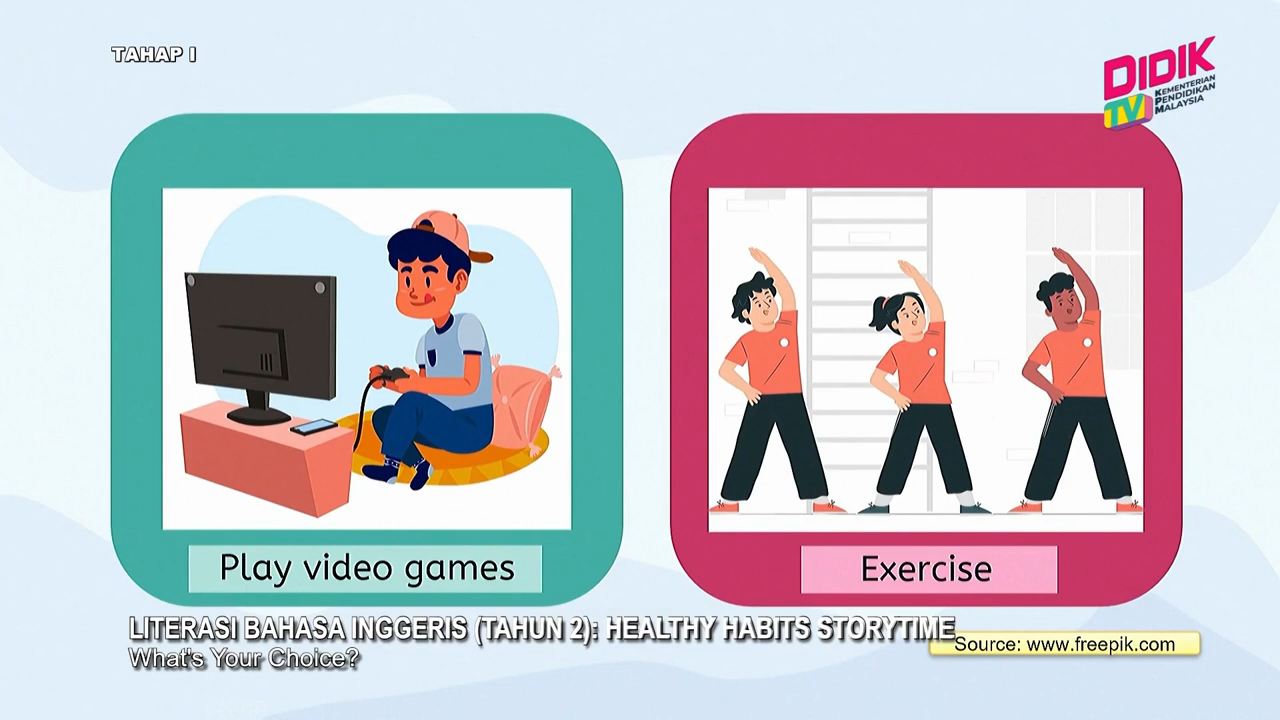 TAHAP I
DIDIK
TV
KEMENTERIAN
PENDIDIKAN
MALAYSIA
Play video games
Exercise
LITERASI BAHASA INGGERIS (TAHUN 2): HEALTHY HABITS STORYTIME
What's Your Choice?
Source: www.freepik.com